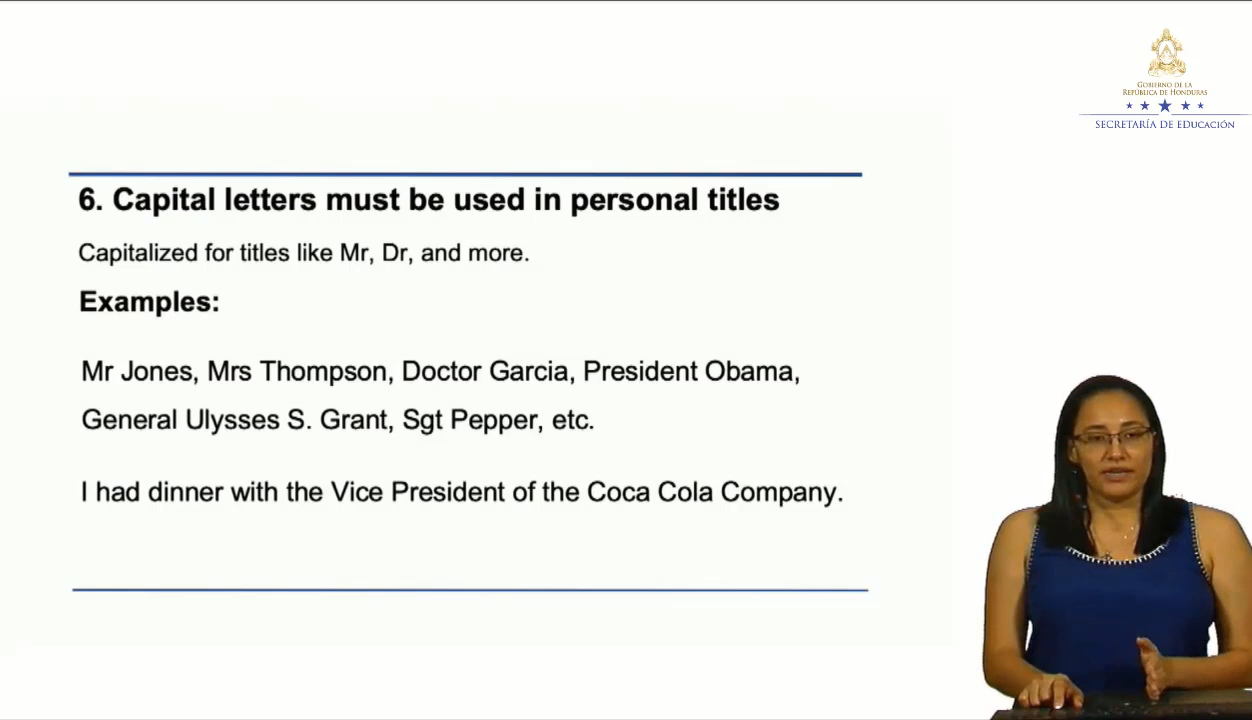 GOBIERNO DE LA
REPÚBLICA DE HONDURAS
SECRETARÍA DE EDUCACIÓN
6. Capital letters must be used in personal titles
Capitalized for titles like Mr, Dr, and more.
Examples:
Mr Jones, Mrs Thompson, Doctor Garcia, President Obama,
General Ulysses S. Grant, Sgt Pepper, etc.
I had dinner with the Vice President of the Coca Cola Company.